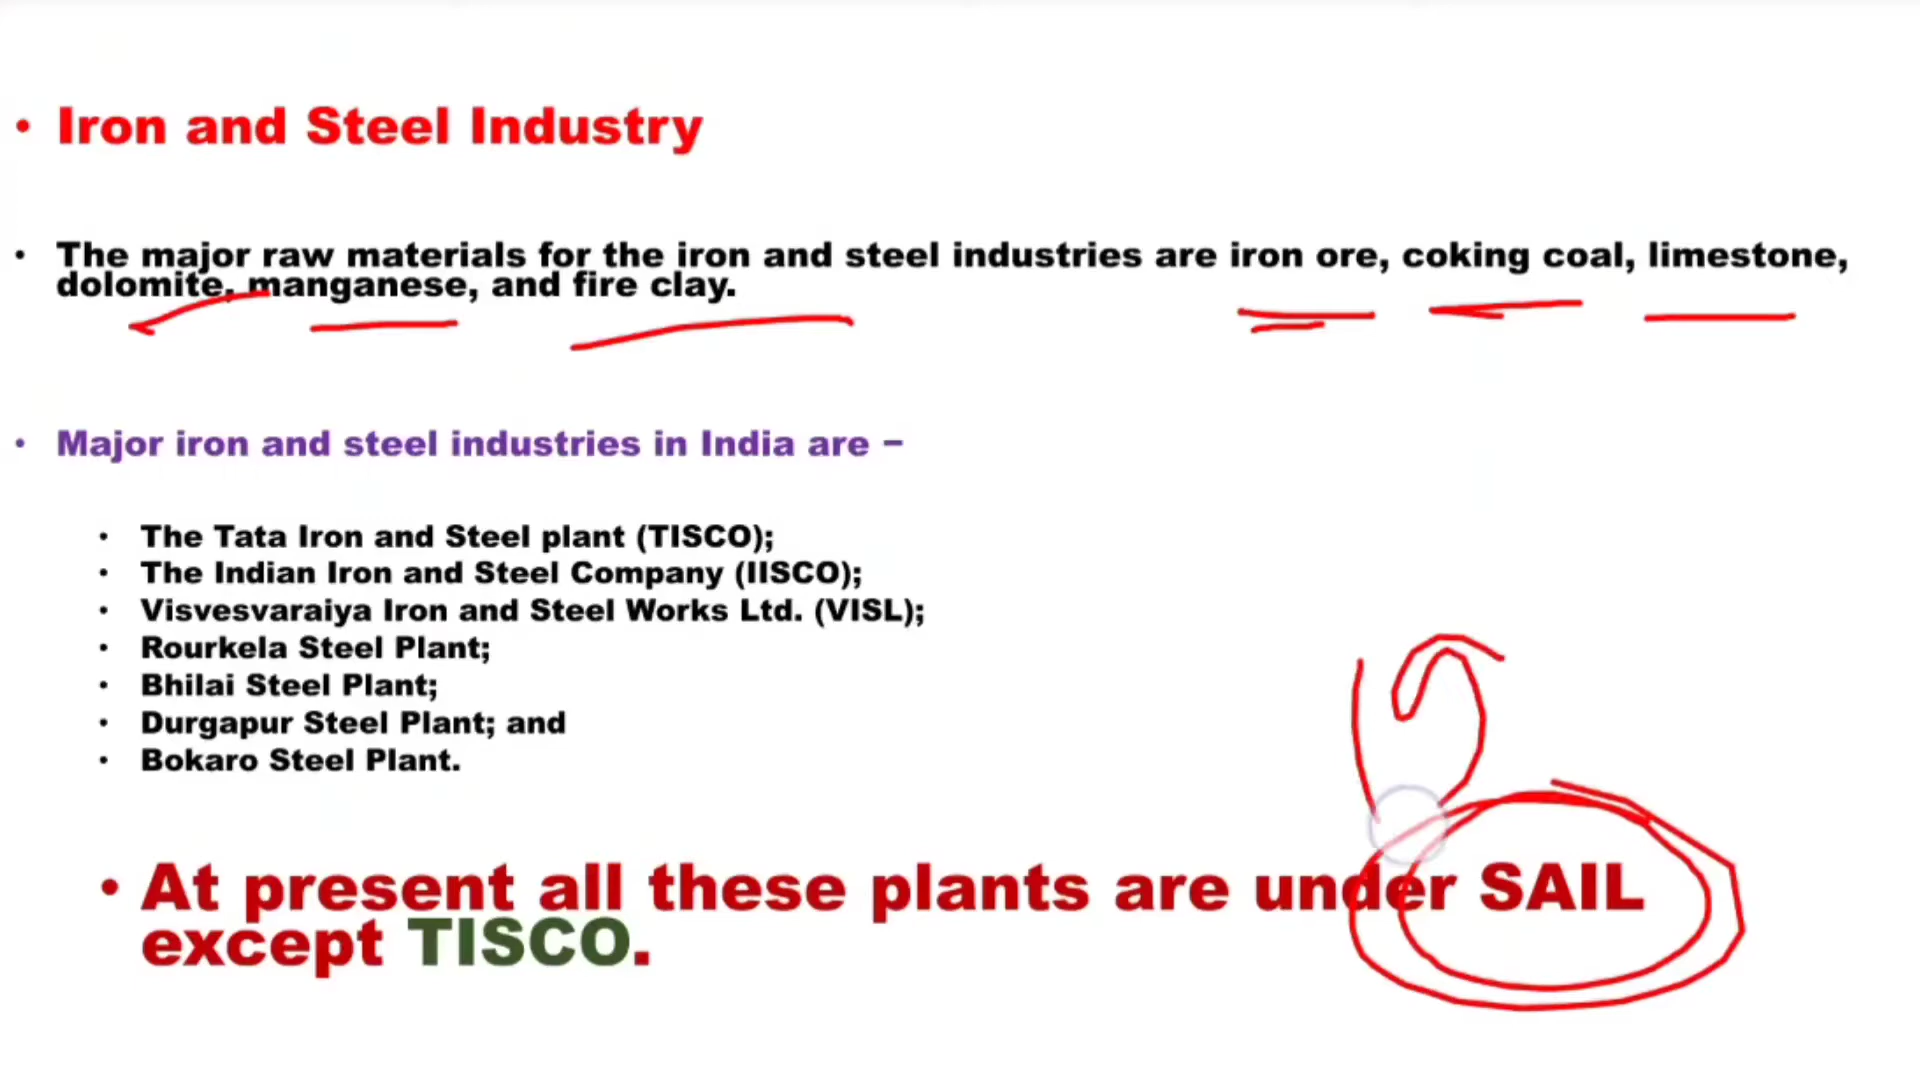 • Iron and Steel Industry
• The major raw materials for the iron and steel industries are iron ore, coking coal, limestone,
dolomite, manganese, and fire clay.
• Major iron and steel industries in India are –
• The Tata Iron and Steel plant (TISCO);
• The Indian Iron and Steel Company (IISCO);
• Visvesvaraiya Iron and Steel Works Ltd. (VISL);
• Rourkela Steel Plant;
• Bhilai Steel Plant;
• Durgapur Steel Plant; and
• Bokaro Steel Plant.
• At present all these plants are under SAIL
except TISCO.